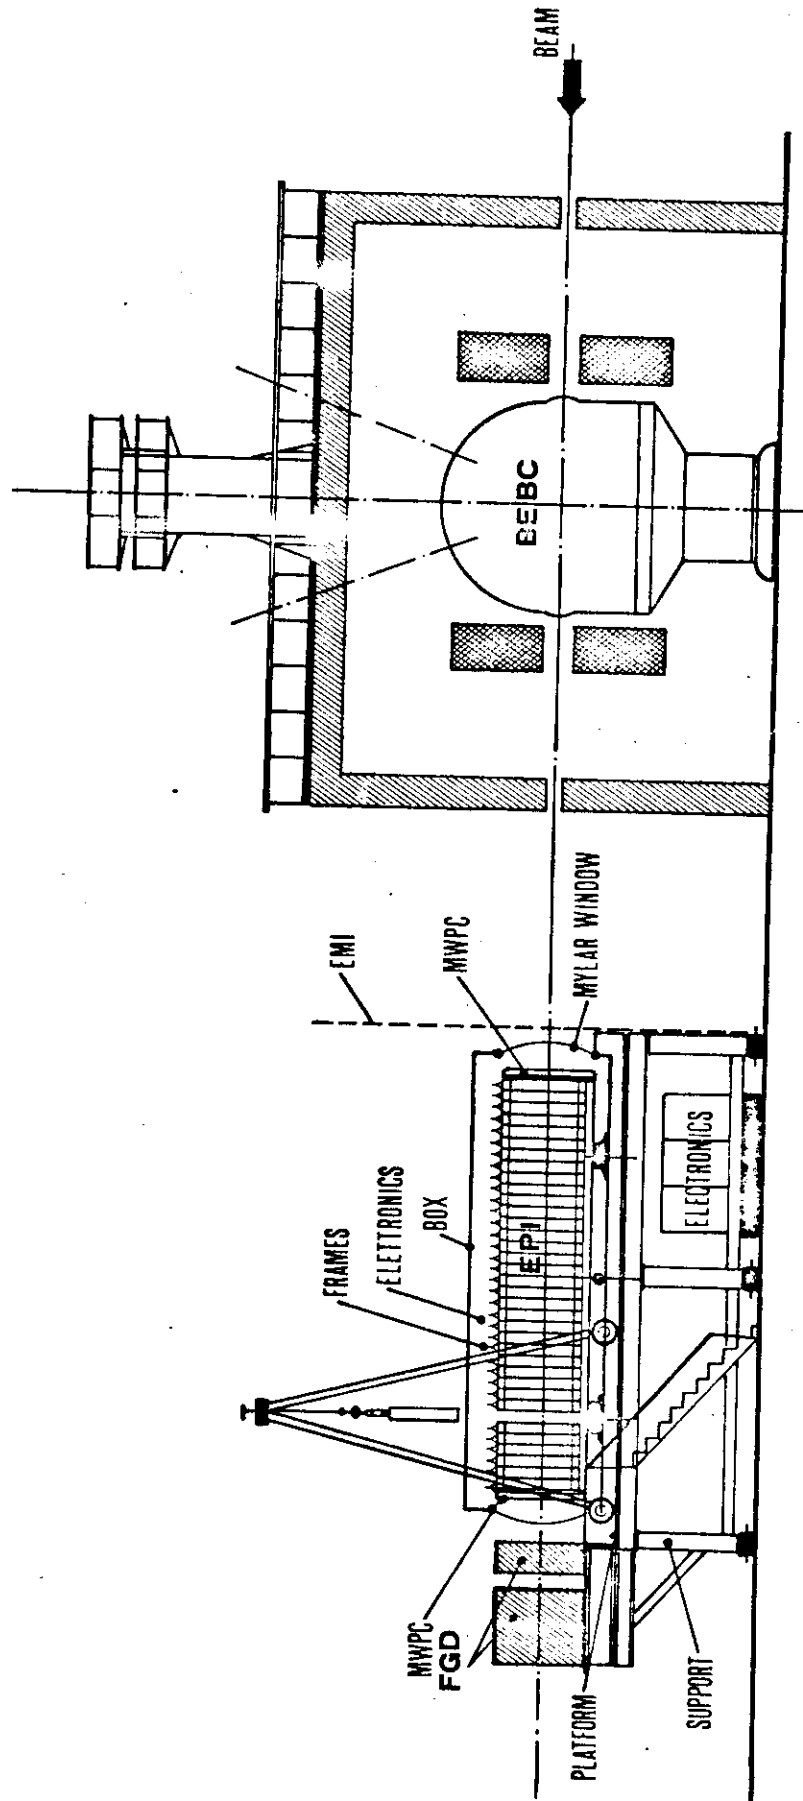 BEAM
BEBC
EMI
MWPC
MYLAR WINDOW
BOX
ELETTRONICS
FRAMES
EPI
ELECTRONICS
MWPC
FGD
PLATFORM
SUPPORT